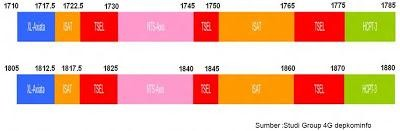 1710 1717.5 1722.5 1730 1745 1750 1765 1775 1785
XL-Axiata ISAT TSEL NTS-Axis TSEL ISAT TSEL HCPT-3
1805 1812.5 1817.5 1825 1840 1845 1860 1870 1880
XL-Axiata ISAT TSEL NTS-Axis TSEL ISAT TSEL HCPT-3
Sumber :Studi Group 4G depkominfo